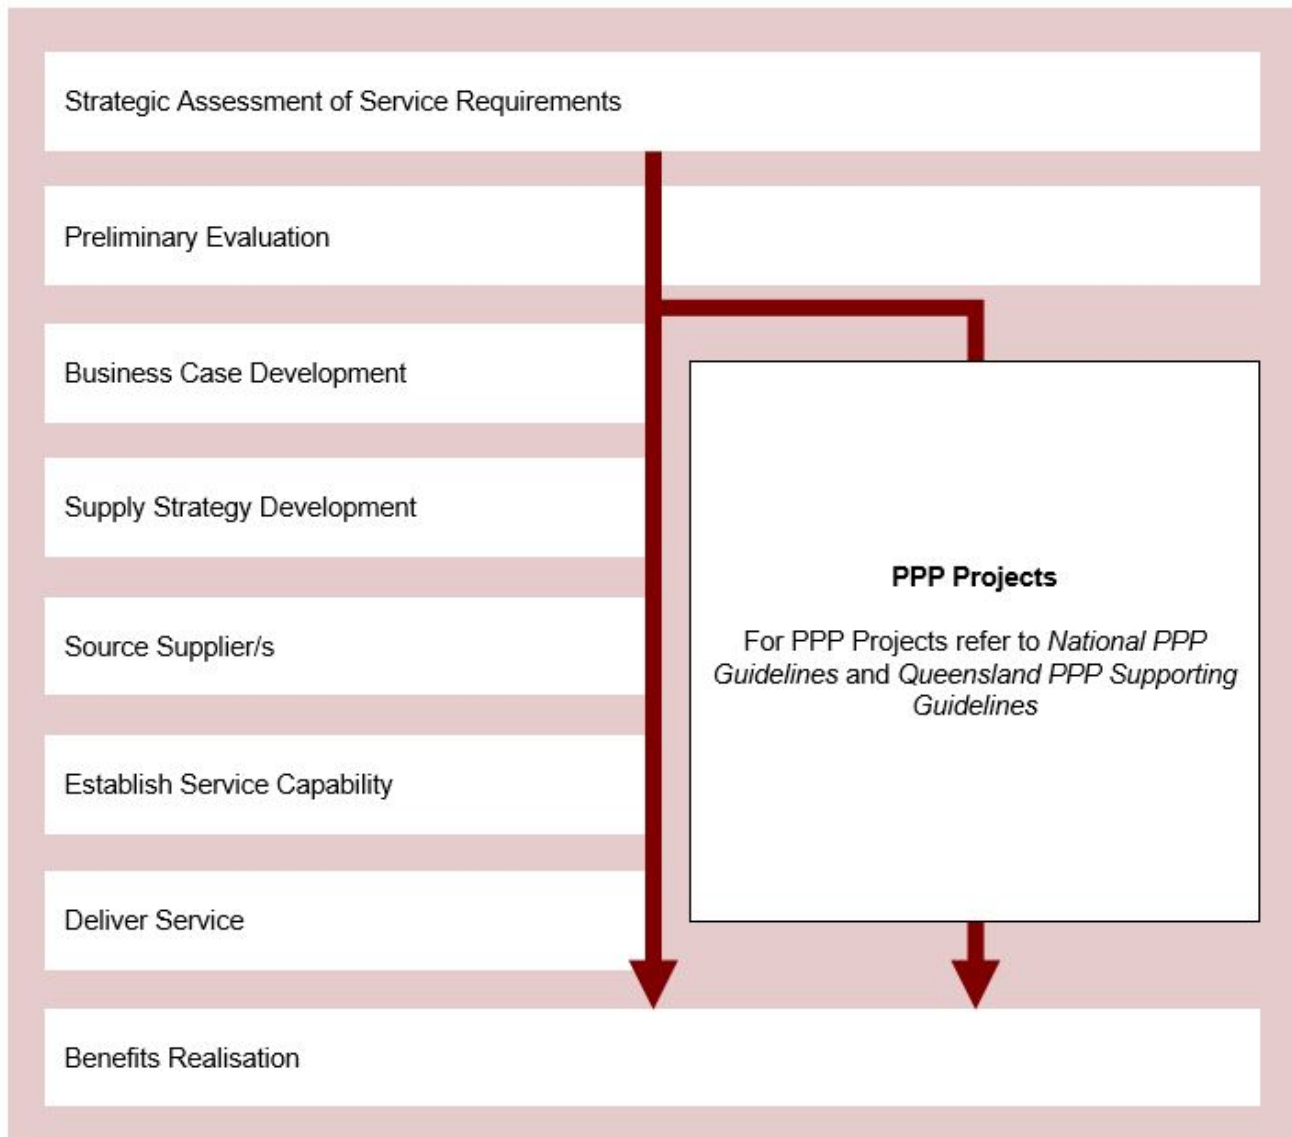 Strategic Assessment of Service Requirements
Preliminary Evaluation
Business Case Development
Supply Strategy Development
Source Supplier/s
Establish Service Capability
Deliver Service
PPP Projects
For PPP Projects refer to National PPP
Guidelines and Queensland PPP Supporting
Guidelines
Benefits Realisation